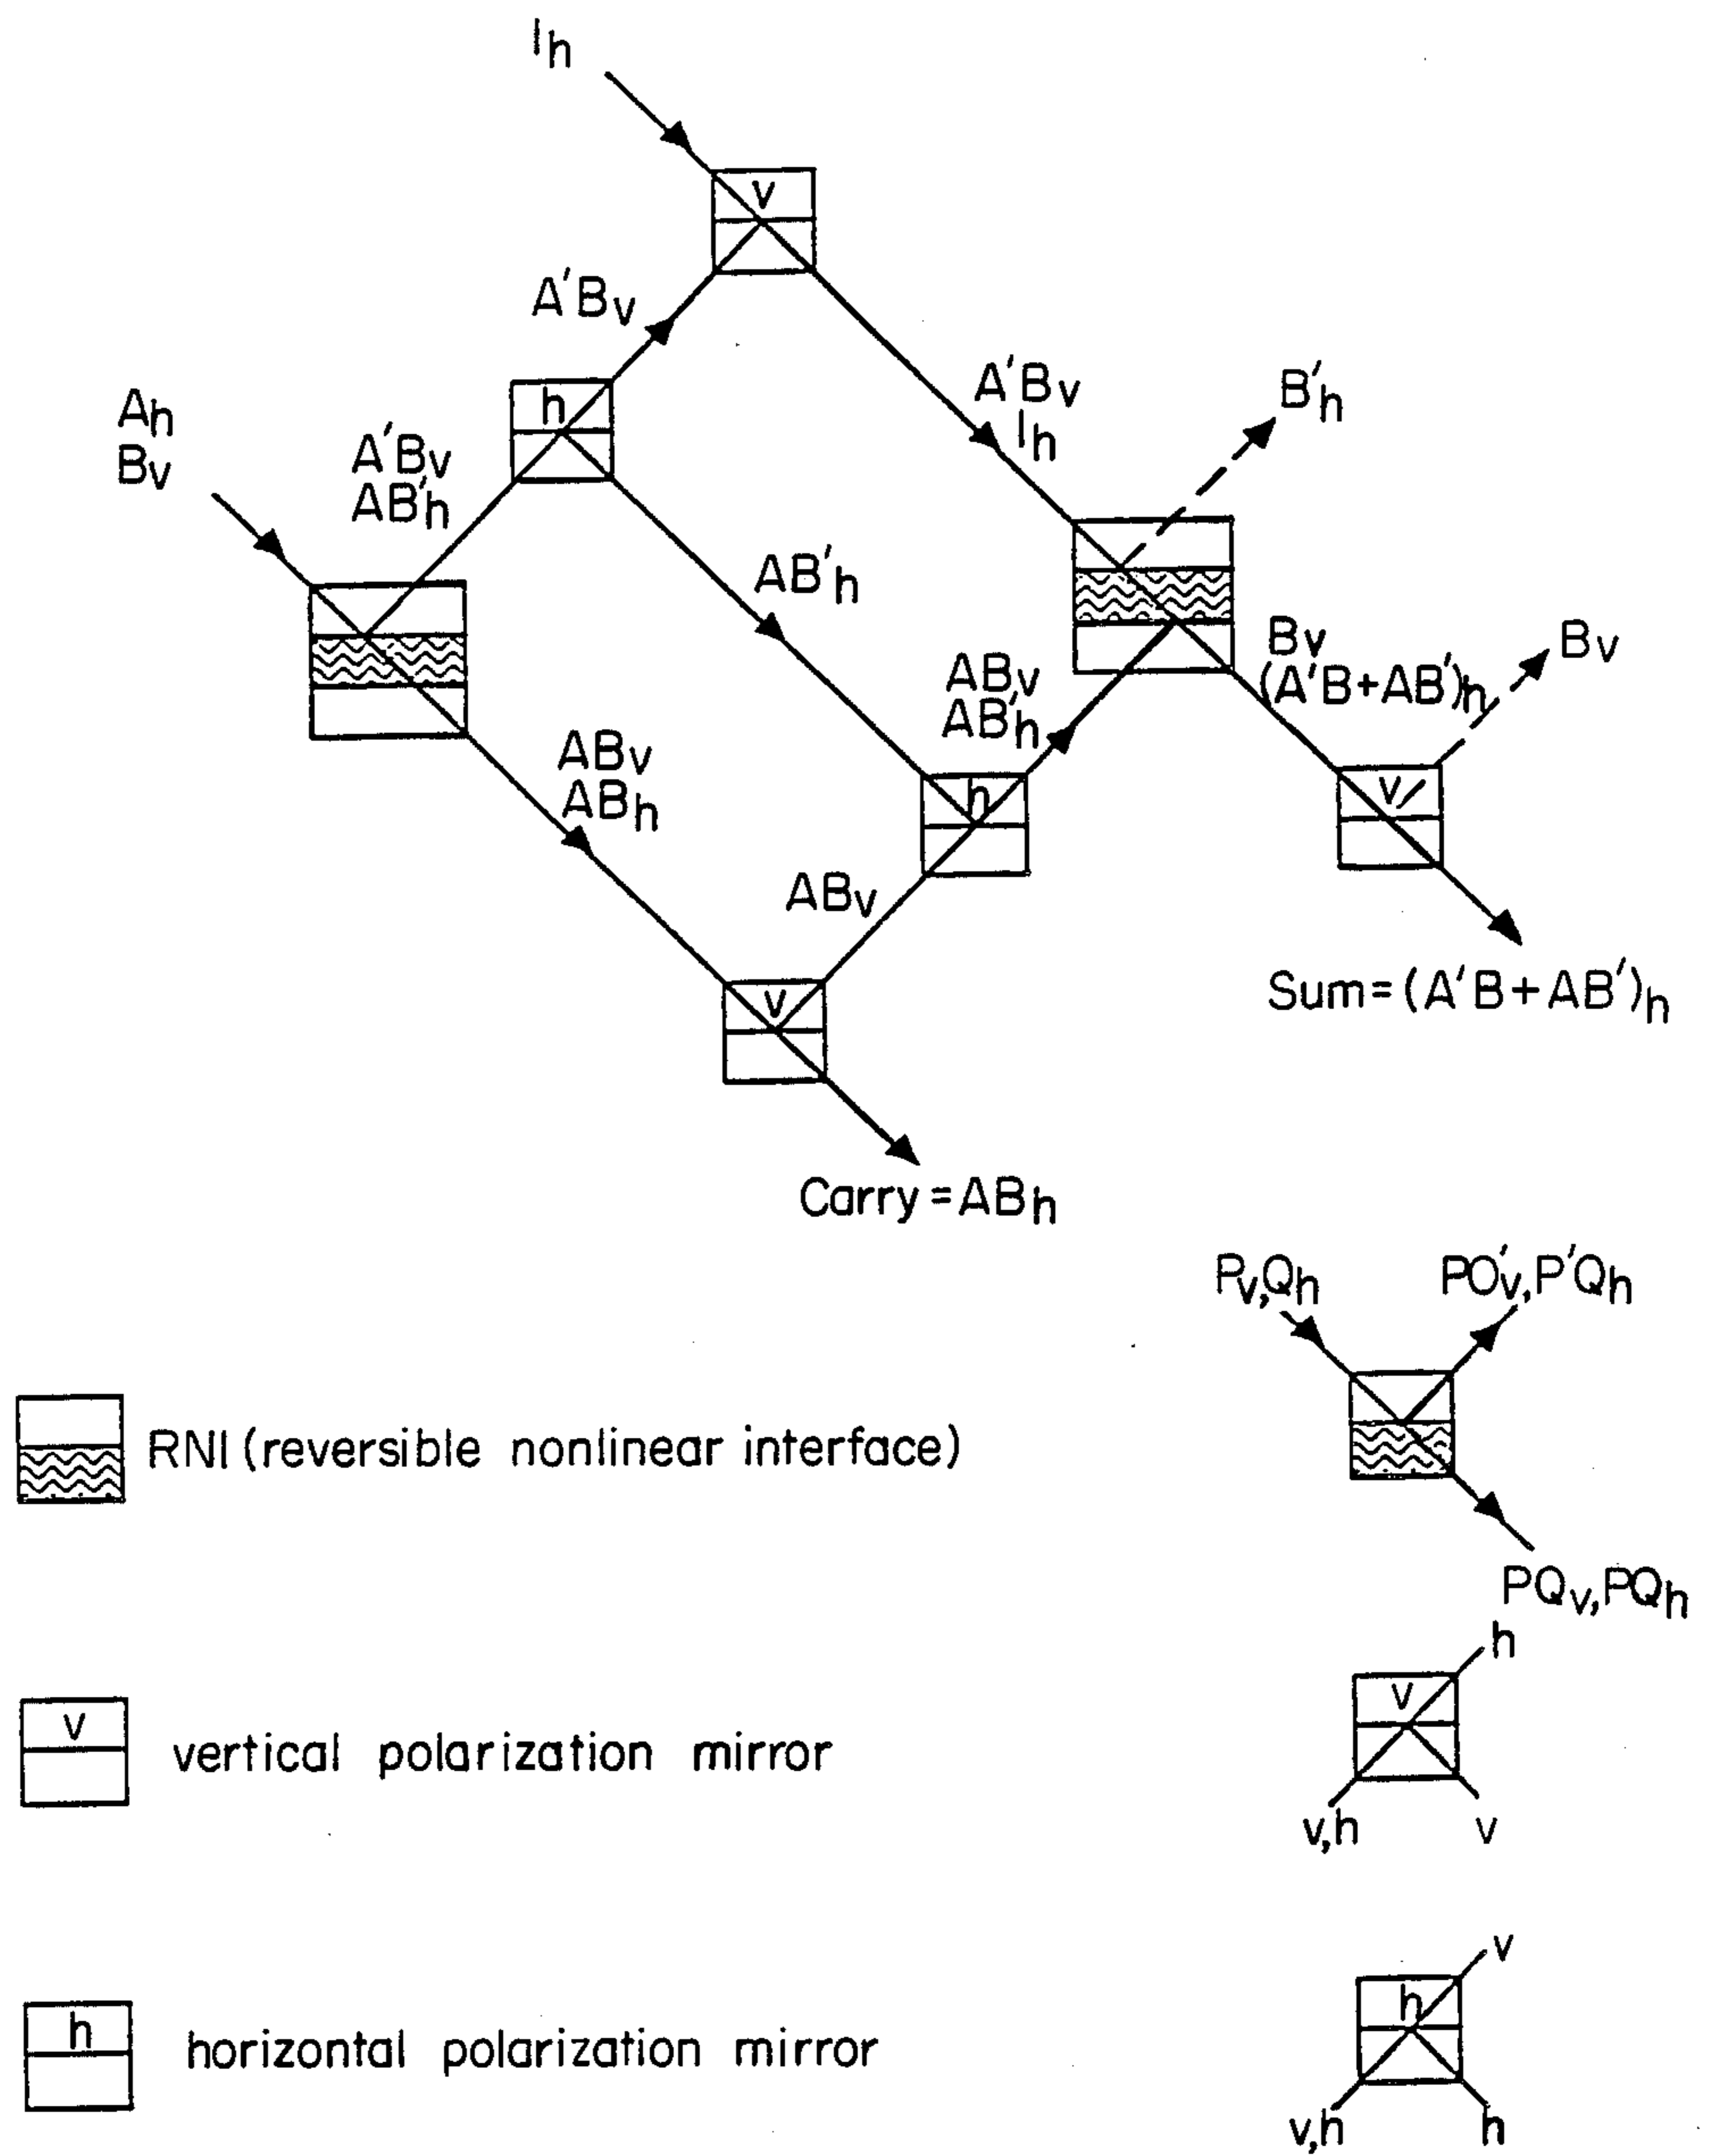 Ih
v
A'Bv
h
Ah
Bv
A'Bv
AB'h
A'Bv
Ih
B'h
AB'h
Bv
(A'B+AB')h
Bv
ABv
AB'h
ABv
ABh
h
v
ABv
v
Sum=(A'B+AB')h
Carry=ABh
Pv,Qh
PO'v,P'Qh
RNI (reversible nonlinear interface)
PQv,PQh
h
v
v
vertical polarization mirror
v,h
v
v
h
h
horizontal polarization mirror
v,h
h